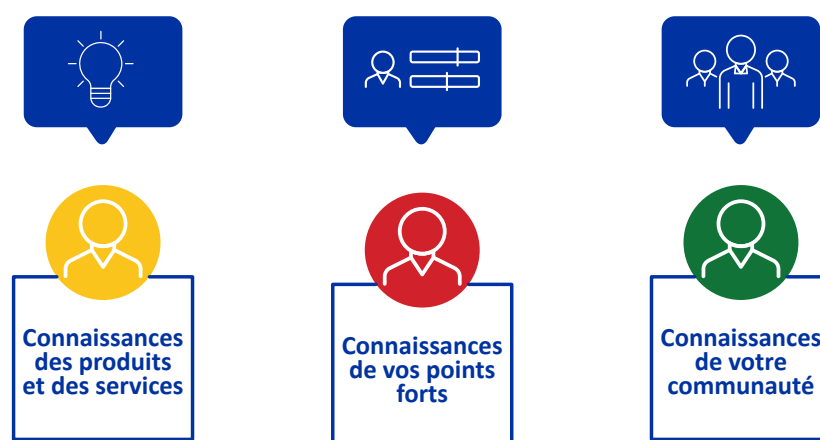 Connaissances
des produits
et des services
Connaissances
de vos points
forts
Connaissances
de votre
communauté